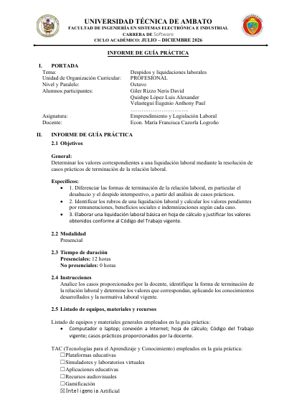 UNIVERSIDAD TÉCNICA DE AMBATO
FACULTAD DE INGENIERÍA EN SISTEMAS ELECTRÓNICA E INDUSTRIAL
CARRERA DE Software
CICLO ACADÉMICO: JULIO – DICIEMBRE 2026
INFORME DE GUÍA PRÁCTICA
I. PORTADA
Tema: Despidos y liquidaciones laborales
Unidad de Organización Curricular: PROFESIONAL
Nivel y Paralelo: Octavo
Alumnos participantes: Giler Rizzo Neris David
Quishpe López Luis Alexander
Velastegui Eugenio Anthony Paul
Asignatura: Emprendimiento y Legislación Laboral
Docente: Econ. María Francisca Cazorla Logroño
II. INFORME DE GUÍA PRÁCTICA
2.1 Objetivos
General:
Determinar los valores correspondientes a una liquidación laboral mediante la resolución de
casos prácticos de terminación de la relación laboral.
Específicos:
• 1. Diferenciar las formas de terminación de la relación laboral, en particular el
desahucio y el despido intempestivo, a partir del análisis de casos prácticos.
• 2. Identificar los rubros de una liquidación laboral y calcular los valores pendientes
por remuneraciones, beneficios sociales e indemnizaciones según cada caso.
• 3. Elaborar una liquidación laboral básica en hoja de cálculo y justificar los valores
obtenidos conforme al Código del Trabajo vigente.
2.2 Modalidad
Presencial
2.3 Tiempo de duración
Presenciales: 12 horas
No presenciales: 0 horas
2.4 Instrucciones
Analice los casos proporcionados por la docente, identifique la forma de terminación de
la relación laboral y determine los valores que correspondan, aplicando los conocimientos
desarrollados y la normativa laboral vigente.
2.5 Listado de equipos, materiales y recursos
Listado de equipos y materiales generales empleados en la guía práctica:
• Computador o laptop; conexión a Internet; hoja de cálculo; Código del Trabajo
vigente; casos prácticos proporcionados por la docente.
TAC (Tecnologías para el Aprendizaje y Conocimiento) empleados en la guía práctica:
☐Plataformas educativas
☐Simuladores y laboratorios virtuales
☐Aplicaciones educativas
☐Recursos audiovisuales
☐Gamificación
☒Inteligencia Artificial